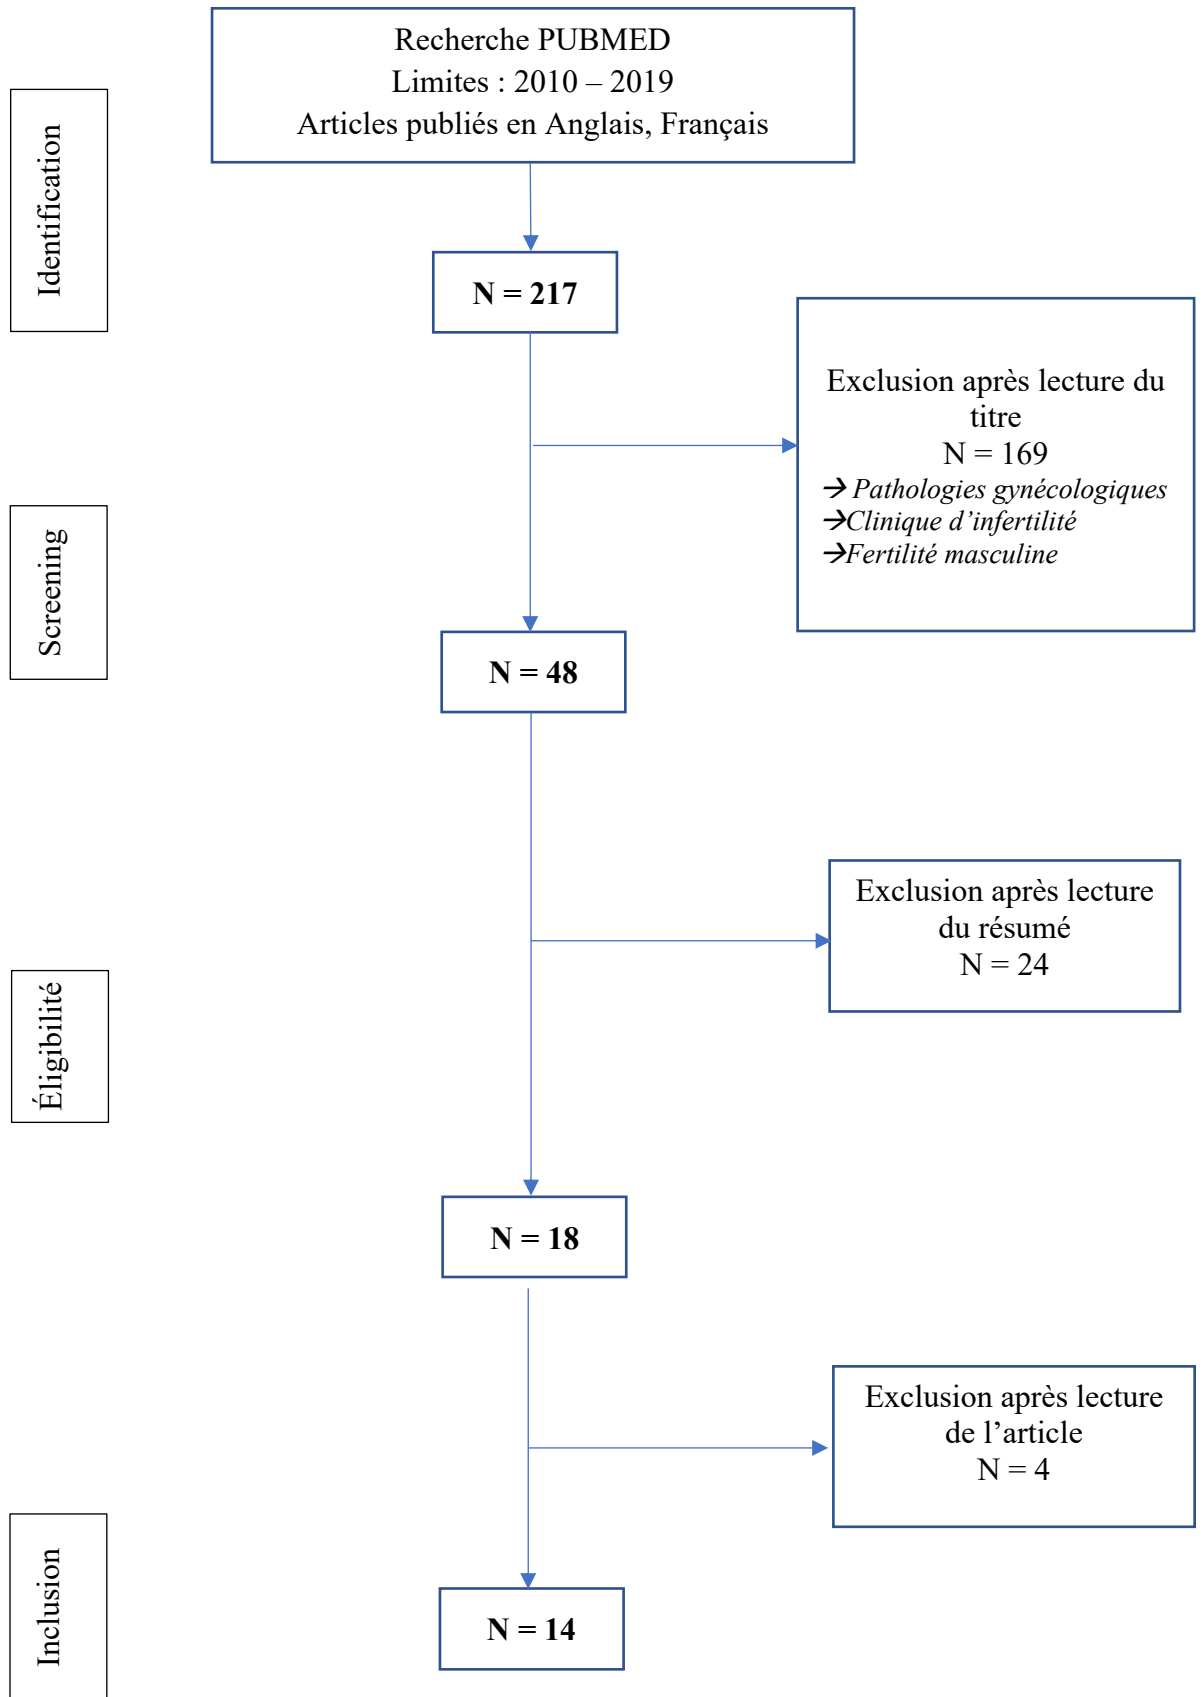 Recherche PUBMED
Limites : 2010 – 2019
Articles publiés en Anglais, Français
Identification
N = 217
Exclusion après lecture du
titre
N = 169
→ Pathologies gynécologiques
→Clinique d’infertilité
→Fertilité masculine
Screening
N = 48
Exclusion après lecture
du résumé
N = 24
Éligibilité
N = 18
Exclusion après lecture
de l’article
N = 4
Inclusion
N = 14